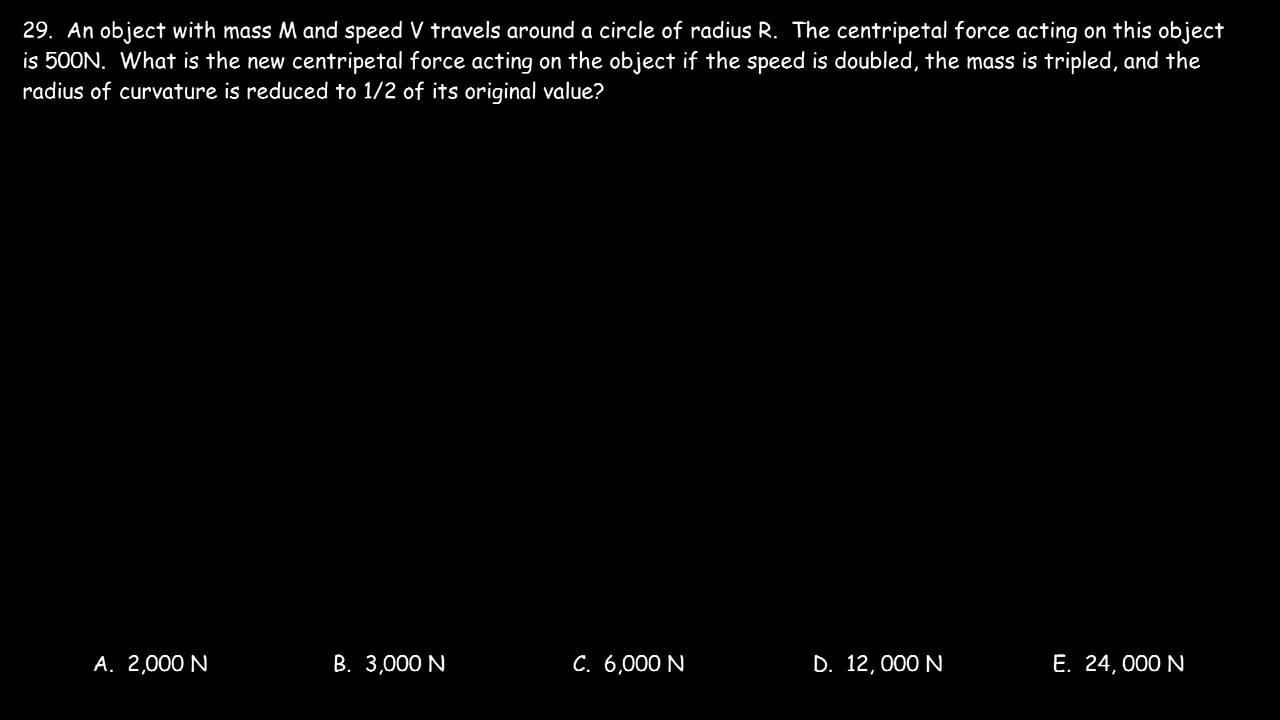 29. An object with mass M and speed V travels around a circle of radius R. The centripetal force acting on this object
is 500N. What is the new centripetal force acting on the object if the speed is doubled, the mass is tripled, and the
radius of curvature is reduced to 1/2 of its original value?
A. 2,000 N B. 3,000 N C. 6,000 N D. 12, 000 N E. 24, 000 N